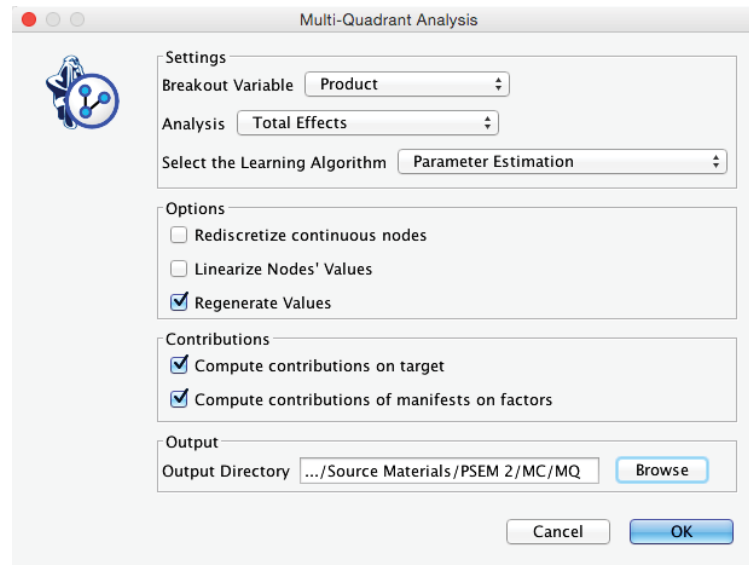 Multi-Quadrant Analysis
Settings
Breakout Variable Product
Analysis Total Effects
Select the Learning Algorithm Parameter Estimation
Options
Rediscretize continuous nodes
Linearize Nodes' Values
Regenerate Values
Contributions
Compute contributions on target
Compute contributions of manifests on factors
Output
Output Directory .../Source Materials/PSEM 2/MC/MQ Browse
Cancel OK